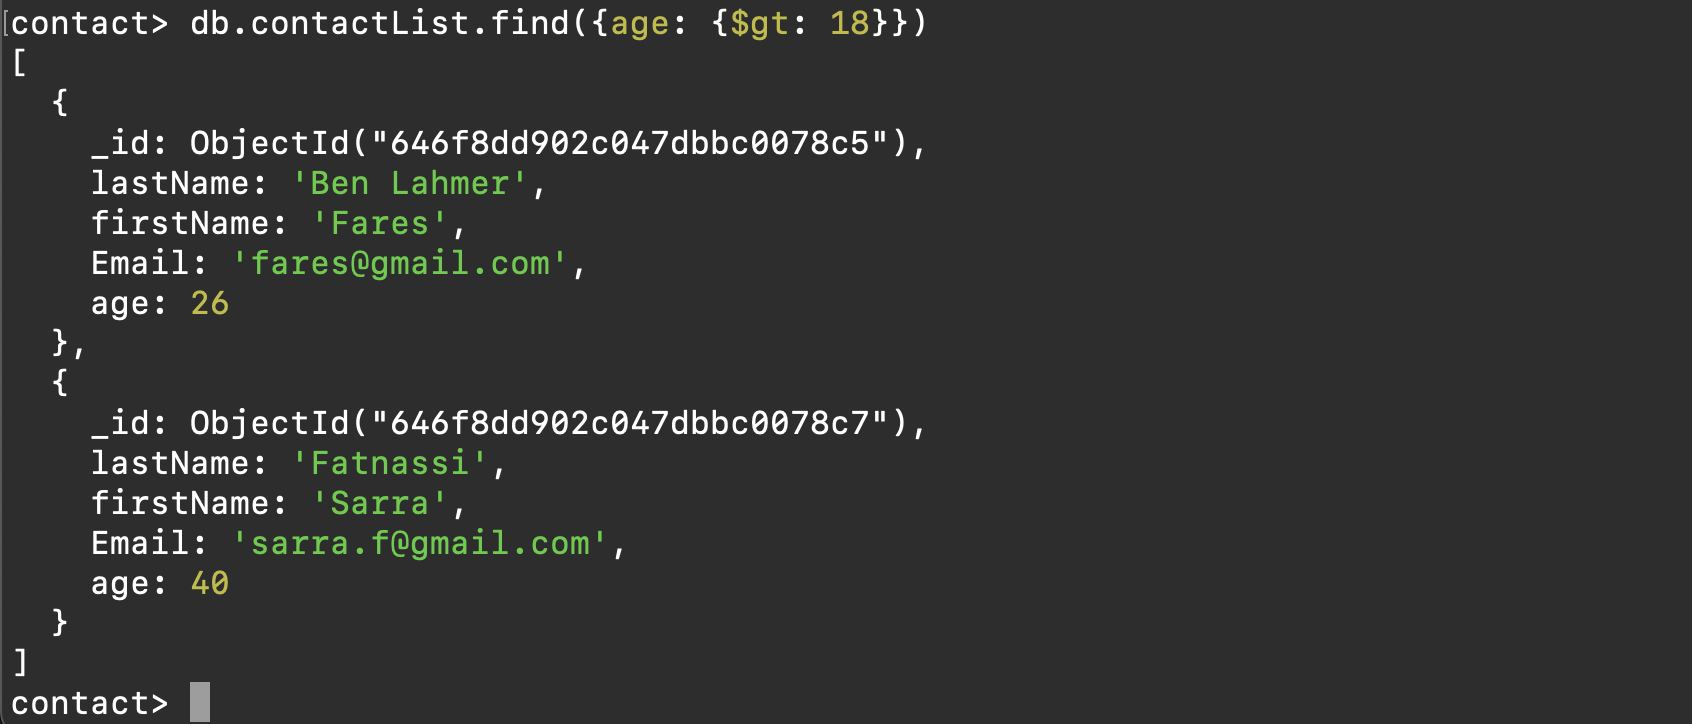 contact> db.contactList.find({age: {$gt: 18}})
[
  {
    _id: ObjectId("646f8dd902c047dbbc0078c5"),
    lastName: 'Ben Lahmer',
    firstName: 'Fares',
    Email: 'fares@gmail.com',
    age: 26
  },
  {
    _id: ObjectId("646f8dd902c047dbbc0078c7"),
    lastName: 'Fatnassi',
    firstName: 'Sarra',
    Email: 'sarra.f@gmail.com',
    age: 40
  }
]
contact>